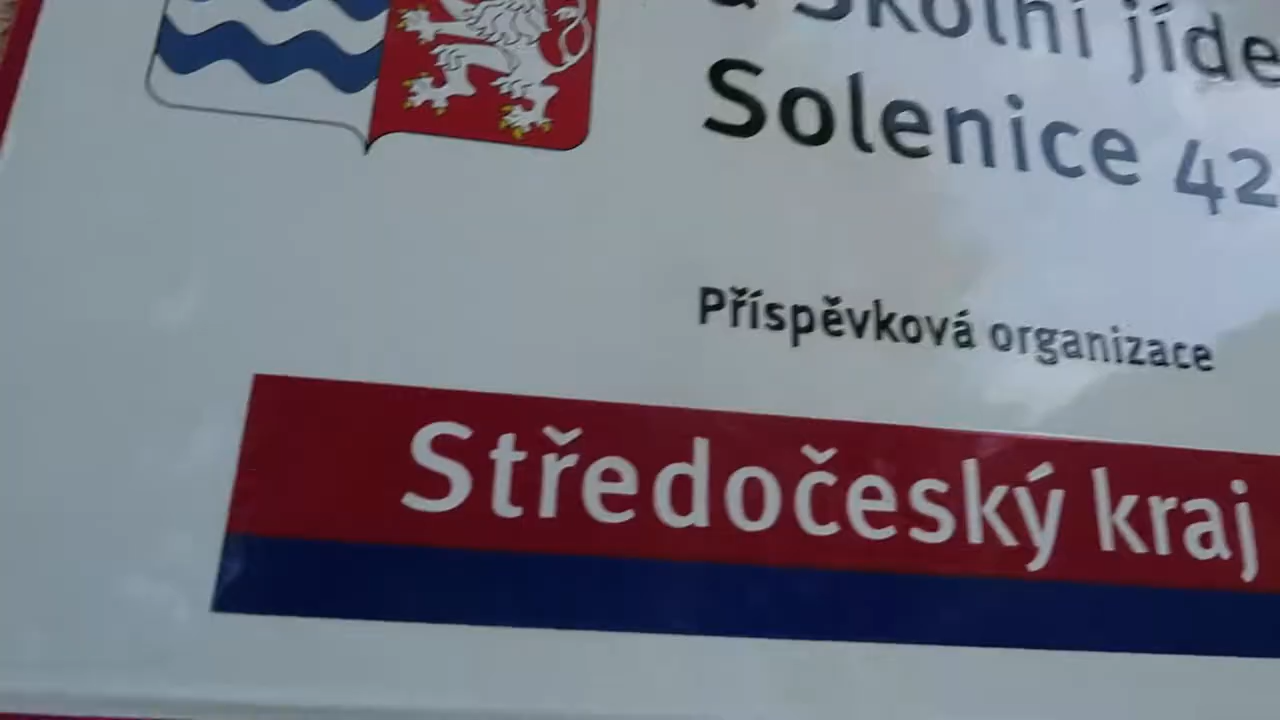 a Školní jíde
Solenice 42
Příspěvková organizace
Středočeský kraj